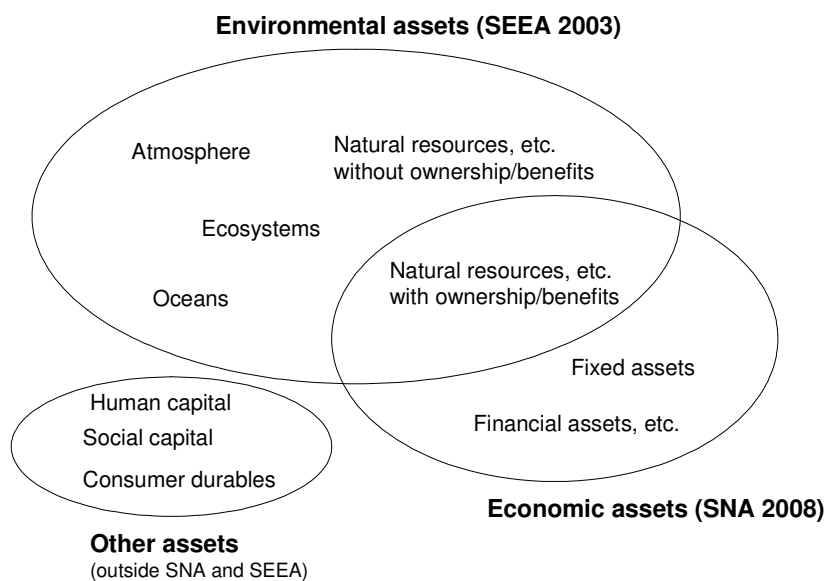 Environmental assets (SEEA 2003)
Atmosphere
Natural resources, etc.
without ownership/benefits
Ecosystems
Natural resources, etc.
with ownership/benefits
Oceans
Fixed assets
Human capital
Social capital
Financial assets, etc.
Consumer durables
Economic assets (SNA 2008)
Other assets
(outside SNA and SEEA)